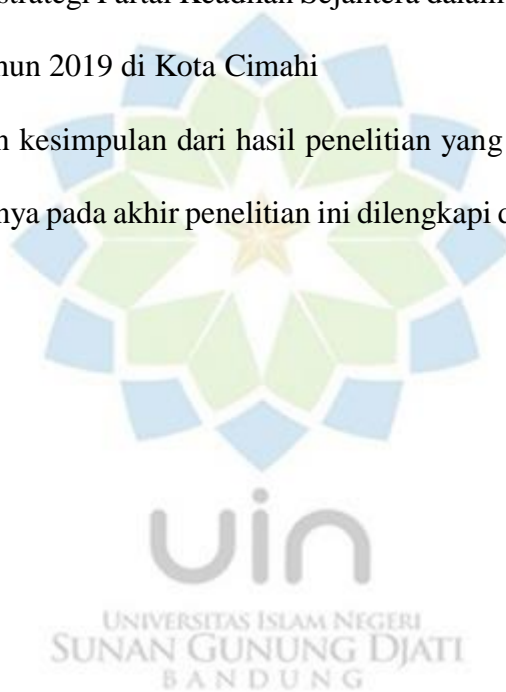 strategi Partai Keadilan Sejahtera dalam
hun 2019 di Kota Cimahi
n kesimpulan dari hasil penelitian yang
nya pada akhir penelitian ini dilengkapi d
uin
UNIVERSITAS ISLAM NEGERI
SUNAN GUNUNG DJATI
BANDUNG